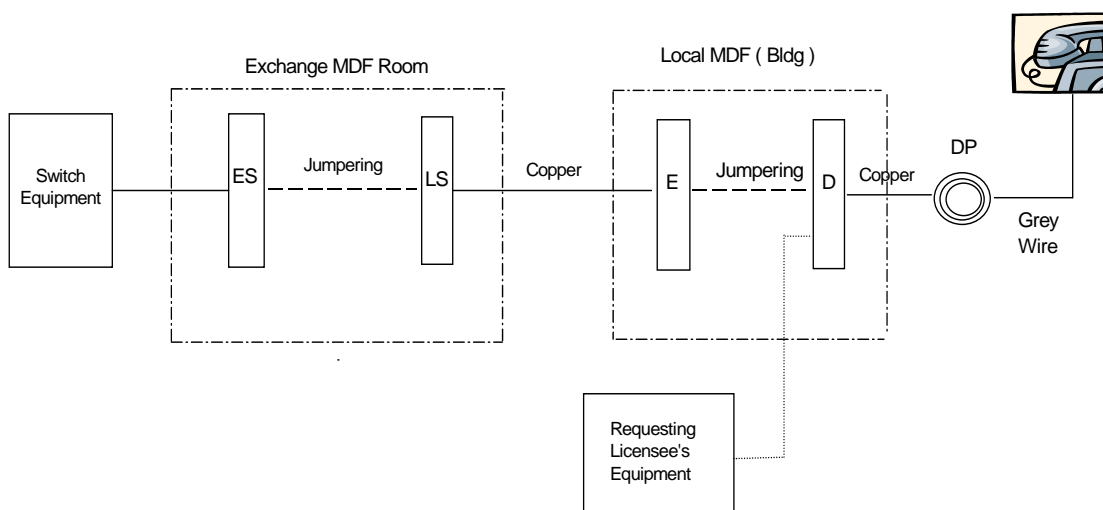 Exchange MDF Room
Local MDF ( Bldg )
Switch
Equipment
ES
Jumpering
LS
Copper
E
Jumpering
D
Copper
DP
Grey
Wire
Requesting
Licensee's
Equipment